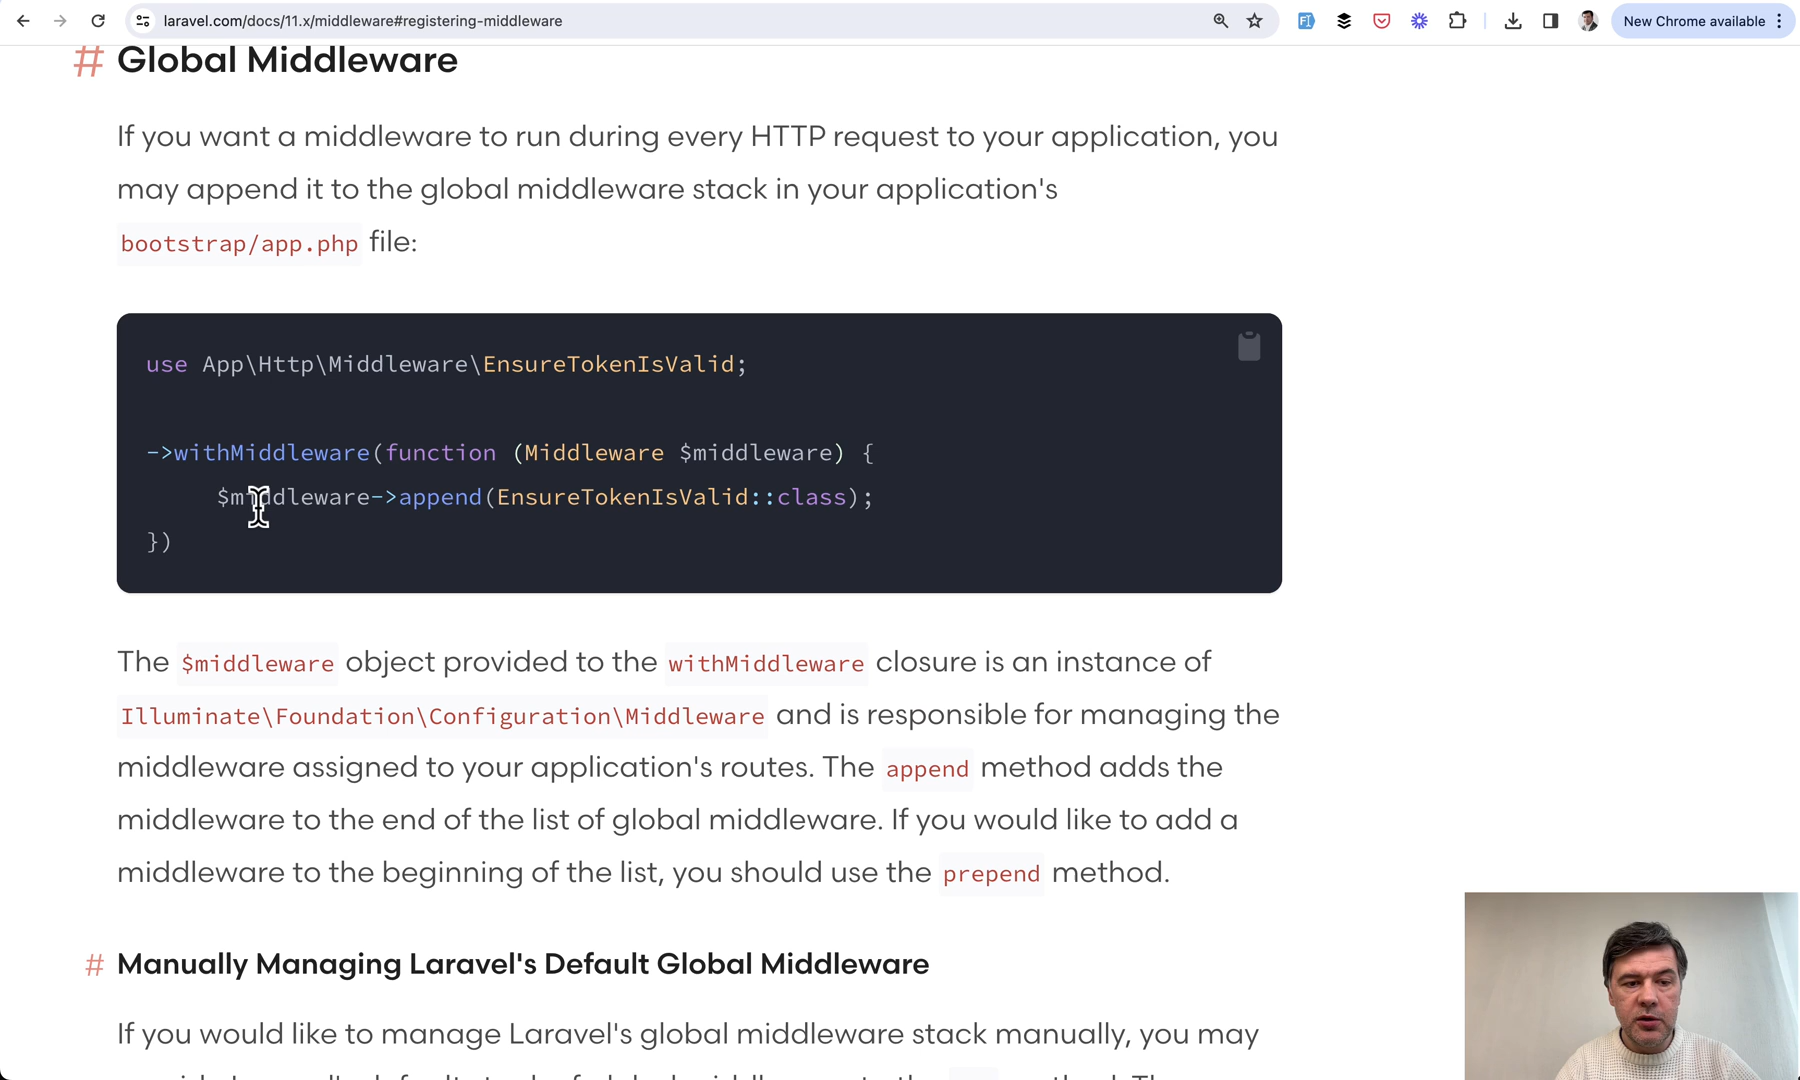 laravel.com/docs/11.x/middleware#registering-middleware
New Chrome available
# Global Middleware
If you want a middleware to run during every HTTP request to your application, you
may append it to the global middleware stack in your application's
bootstrap/app.php file:
use App\Http\Middleware\EnsureTokenIsValid;
->withMiddleware(function (Middleware $middleware) {
$middleware->append(EnsureTokenIsValid::class);
})
The $middleware object provided to the withMiddleware closure is an instance of
Illuminate\Foundation\Configuration\Middleware and is responsible for managing the
middleware assigned to your application's routes. The append method adds the
middleware to the end of the list of global middleware. If you would like to add a
middleware to the beginning of the list, you should use the prepend method.
# Manually Managing Laravel's Default Global Middleware
If you would like to manage Laravel's global middleware stack manually, you may